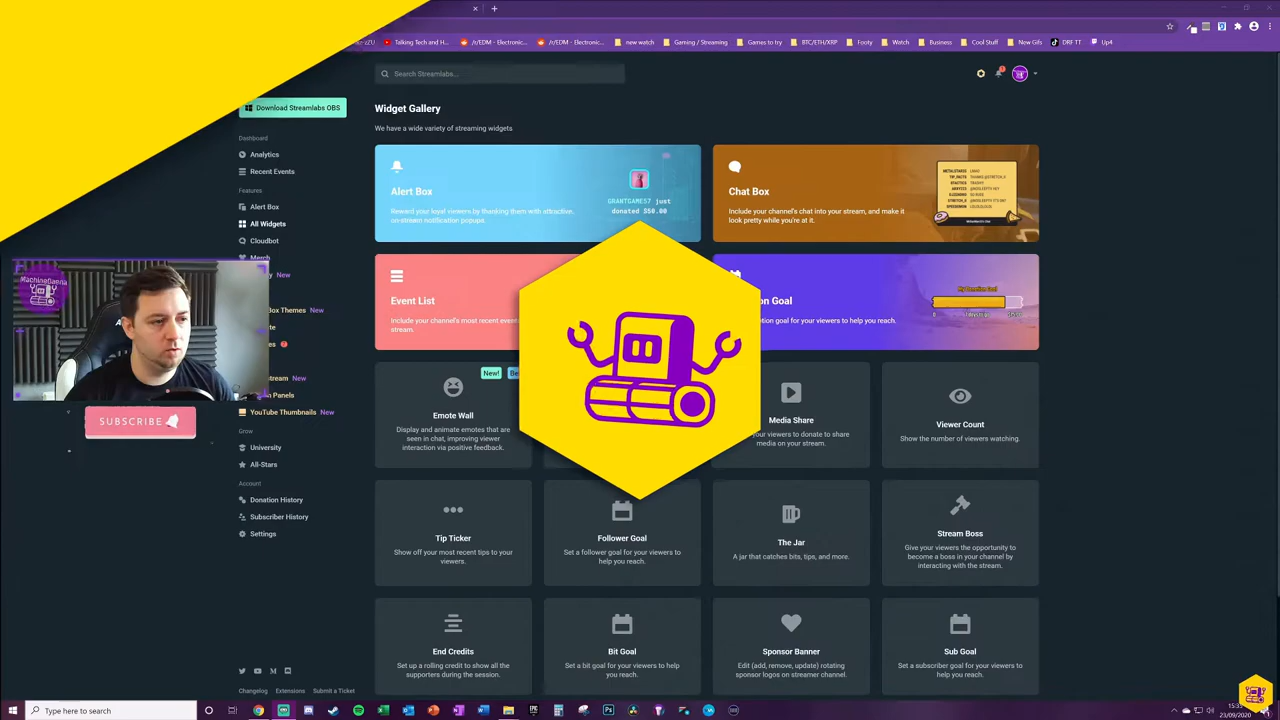 Talking Tech and H...
(/r/EDM - Electronic...
(/r/EDM - Electronic...
new watch
Gaming / Streaming
Games to try
BTC/ETH/XRP
Footy
Watch
Business
Cool Stuff
New Gifs
DRF TT
Up4
Search Streamlabs...
Download Streamlabs OBS
Dashboard
Analytics
Recent Events
Features
Alert Box
All Widgets
Cloudbot
Merch
New
Box Themes New
New
YouTube Thumbnails New
Grow
University
All-Stars
Account
Donation History
Subscriber History
Settings
Changelog Extensions Submit a Ticket
Widget Gallery
We have a wide variety of streaming widgets
Alert Box
Reward your loyal viewers by thanking them with attractive,
on-stream notification popups.
GRANTGAME57 just
donated $50.00
Chat Box
Include your channel's chat into your stream, and make it
look pretty while you're at it.
Event List
Include your channel's most recent
stream.
Goal
goal for your viewers to help you reach.
New!
Emote Wall
Display and animate emotes that are
seen in chat, improving viewer
interaction via positive feedback.
Media Share
your viewers to donate to share
media on your stream.
Viewer Count
Show the number of viewers watching.
Tip Ticker
Show off your most recent tips to your
viewers.
Follower Goal
Set a follower goal for your viewers to
help you reach.
The Jar
A jar that catches bits, tips, and more.
Stream Boss
Give your viewers the opportunity to
become a boss in your channel by
interacting with the stream.
End Credits
Set up a rolling credit to show all the
supporters during the session.
Bit Goal
Set a bit goal for your viewers to help
you reach.
Sponsor Banner
Edit (add, remove, update) rotating
sponsor logos on streamer channel.
Sub Goal
Set a subscriber goal for your viewers to
help you reach.
SUBSCRIBE
Type here to search
23/09/2020